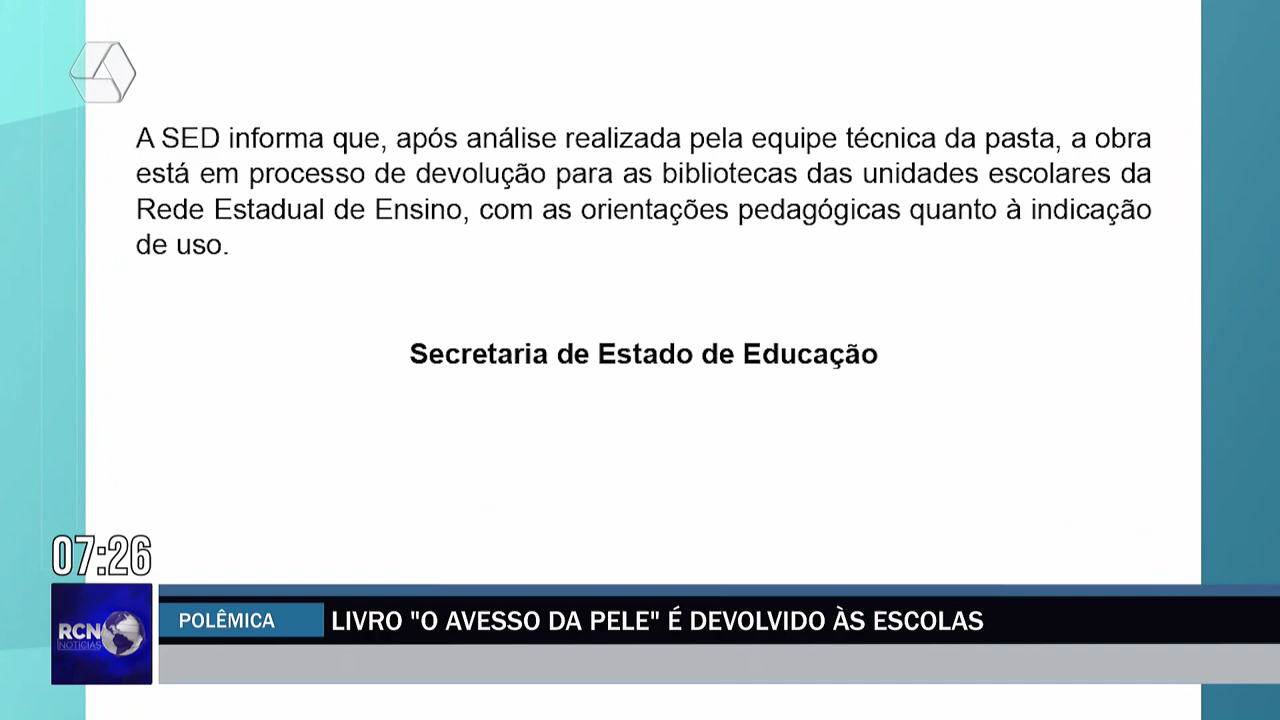 A SED informa que, após análise realizada pela equipe técnica da pasta, a obra
está em processo de devolução para as bibliotecas das unidades escolares da
Rede Estadual de Ensino, com as orientações pedagógicas quanto à indicação
de uso.
Secretaria de Estado de Educação
07:26
RCN
NOTÍCIAS
POLÊMICA
LIVRO "O AVESSO DA PELE" É DEVOLVIDO ÀS ESCOLAS